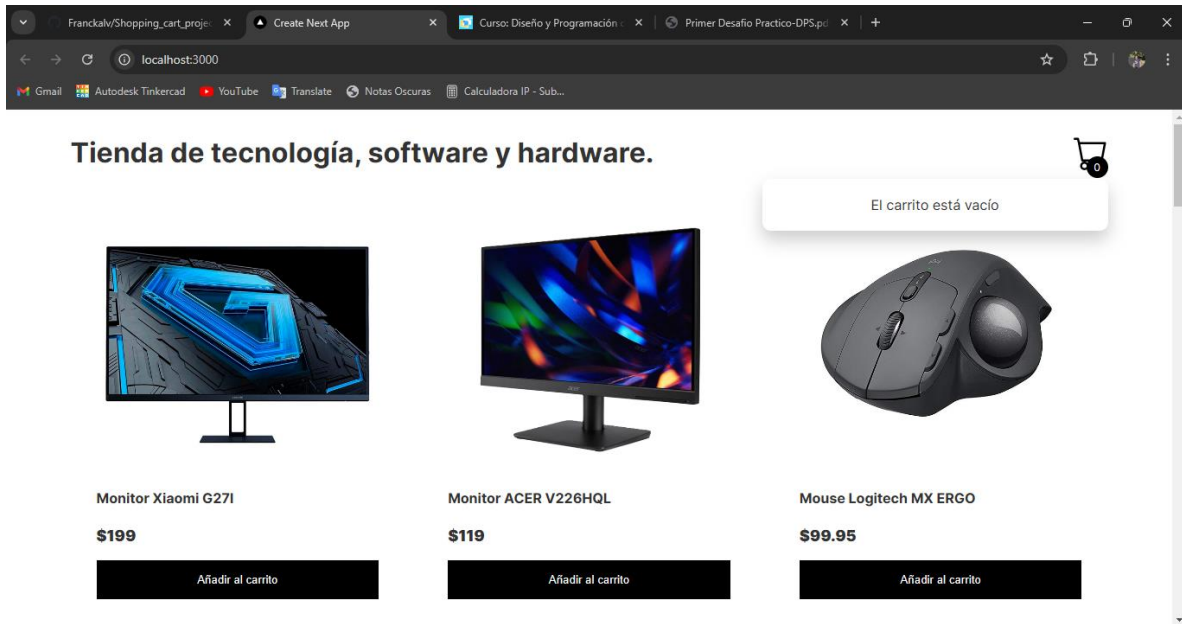 Franckalv/Shopping_cart_projec
Create Next App
Curso: Diseño y Programación d
Primer Desafio Practico-DPS.pd
localhost:3000
Gmail
Autodesk Tinkercad
YouTube
Translate
Notas Oscuras
Calculadora IP - Sub...
Tienda de tecnología, software y hardware.
0
El carrito está vacío
Monitor Xiaomi G27I
Monitor ACER V226HQL
Mouse Logitech MX ERGO
$199
$119
$99.95
Añadir al carrito
Añadir al carrito
Añadir al carrito